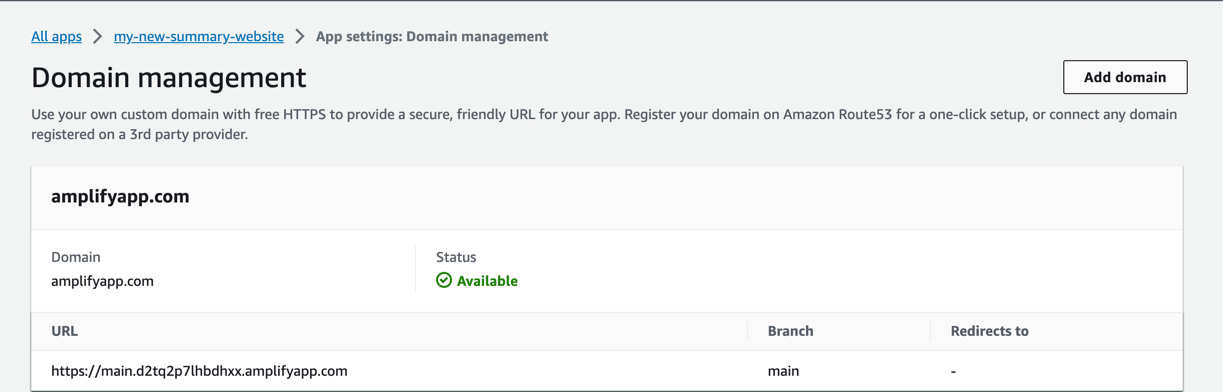 All apps > my-new-summary-website > App settings: Domain management
Domain management
Add domain
Use your own custom domain with free HTTPS to provide a secure, friendly URL for your app. Register your domain on Amazon Route53 for a one-click setup, or connect any domain
registered on a 3rd party provider.
amplifyapp.com
Domain
amplifyapp.com
Status
Available
URL Branch Redirects to
https://main.d2tq2p7lhbdhxx.amplifyapp.com main -